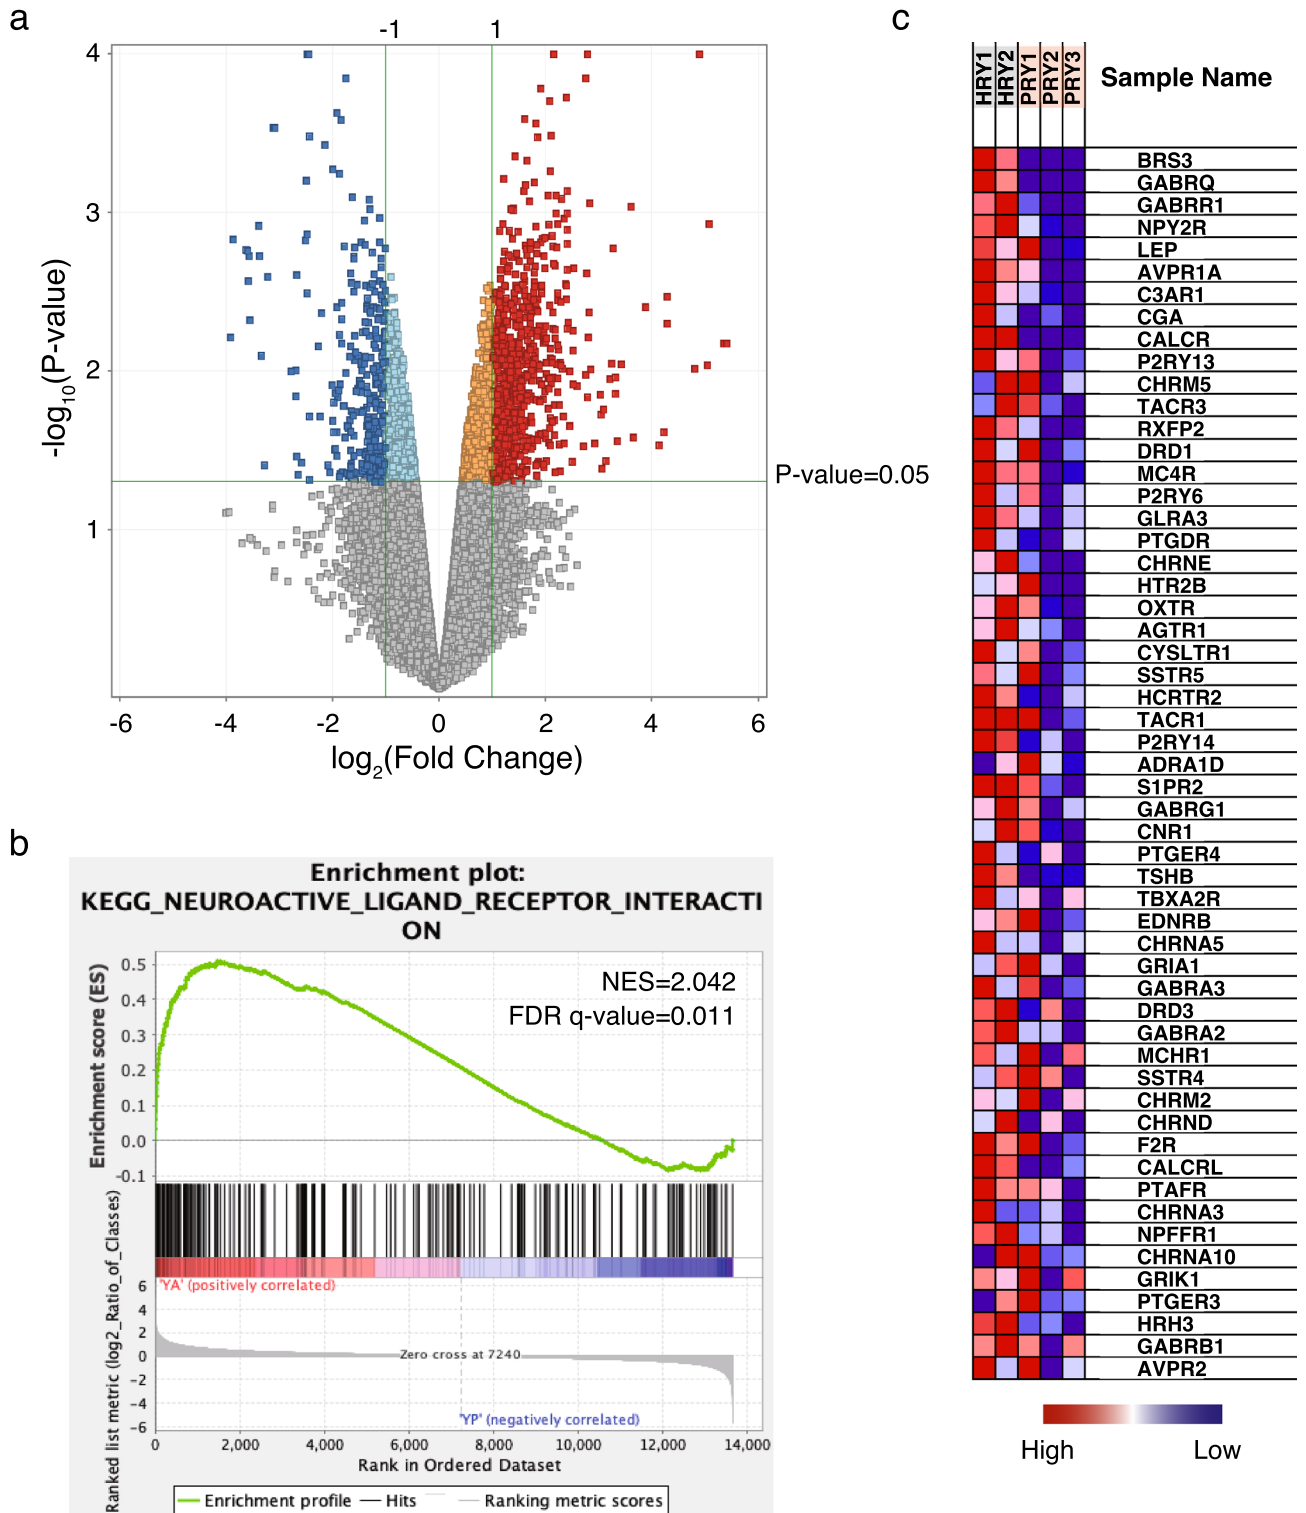 a
-1
1
4
3
2
1
-log10(P-value)
P-value=0.05
-6
-4
-2
0
2
4
6
log2(Fold Change)
b
Enrichment plot:
KEGG_NEUROACTIVE_LIGAND_RECEPTOR_INTERACTI
ON
NES=2.042
FDR q-value=0.011
Enrichment score (ES)
0.5
0.4
0.3
0.2
0.1
0.0
-0.1
'YA' (positively correlated)
Ranked list metric (log2_Ratio_of_Classes)
6
4
2
0
-2
-4
-6
Zero cross at 7240
'YP' (negatively correlated)
0
2,000
4,000
6,000
8,000
10,000
12,000
14,000
Rank in Ordered Dataset
Enrichment profile
Hits
Ranking metric scores
c
HRY1
HRY2
PRY1
PRY2
PRY3
Sample Name
BRS3
GABRQ
GABRR1
NPY2R
LEP
AVPR1A
C3AR1
CGA
CALCR
P2RY13
CHRM5
TACR3
RXFP2
DRD1
MC4R
P2RY6
GLRA3
PTGDR
CHRNE
HTR2B
OXTR
AGTR1
CYSLTR1
SSTR5
HCRTR2
TACR1
P2RY14
ADRA1D
S1PR2
GABRG1
CNR1
PTGER4
TSHB
TBXA2R
EDNRB
CHRNA5
GRIA1
GABRA3
DRD3
GABRA2
MCHR1
SSTR4
CHRM2
CHRND
F2R
CALCRL
PTAFR
CHRNA3
NPFFR1
CHRNA10
GRIK1
PTGER3
HRH3
GABRB1
AVPR2
High
Low